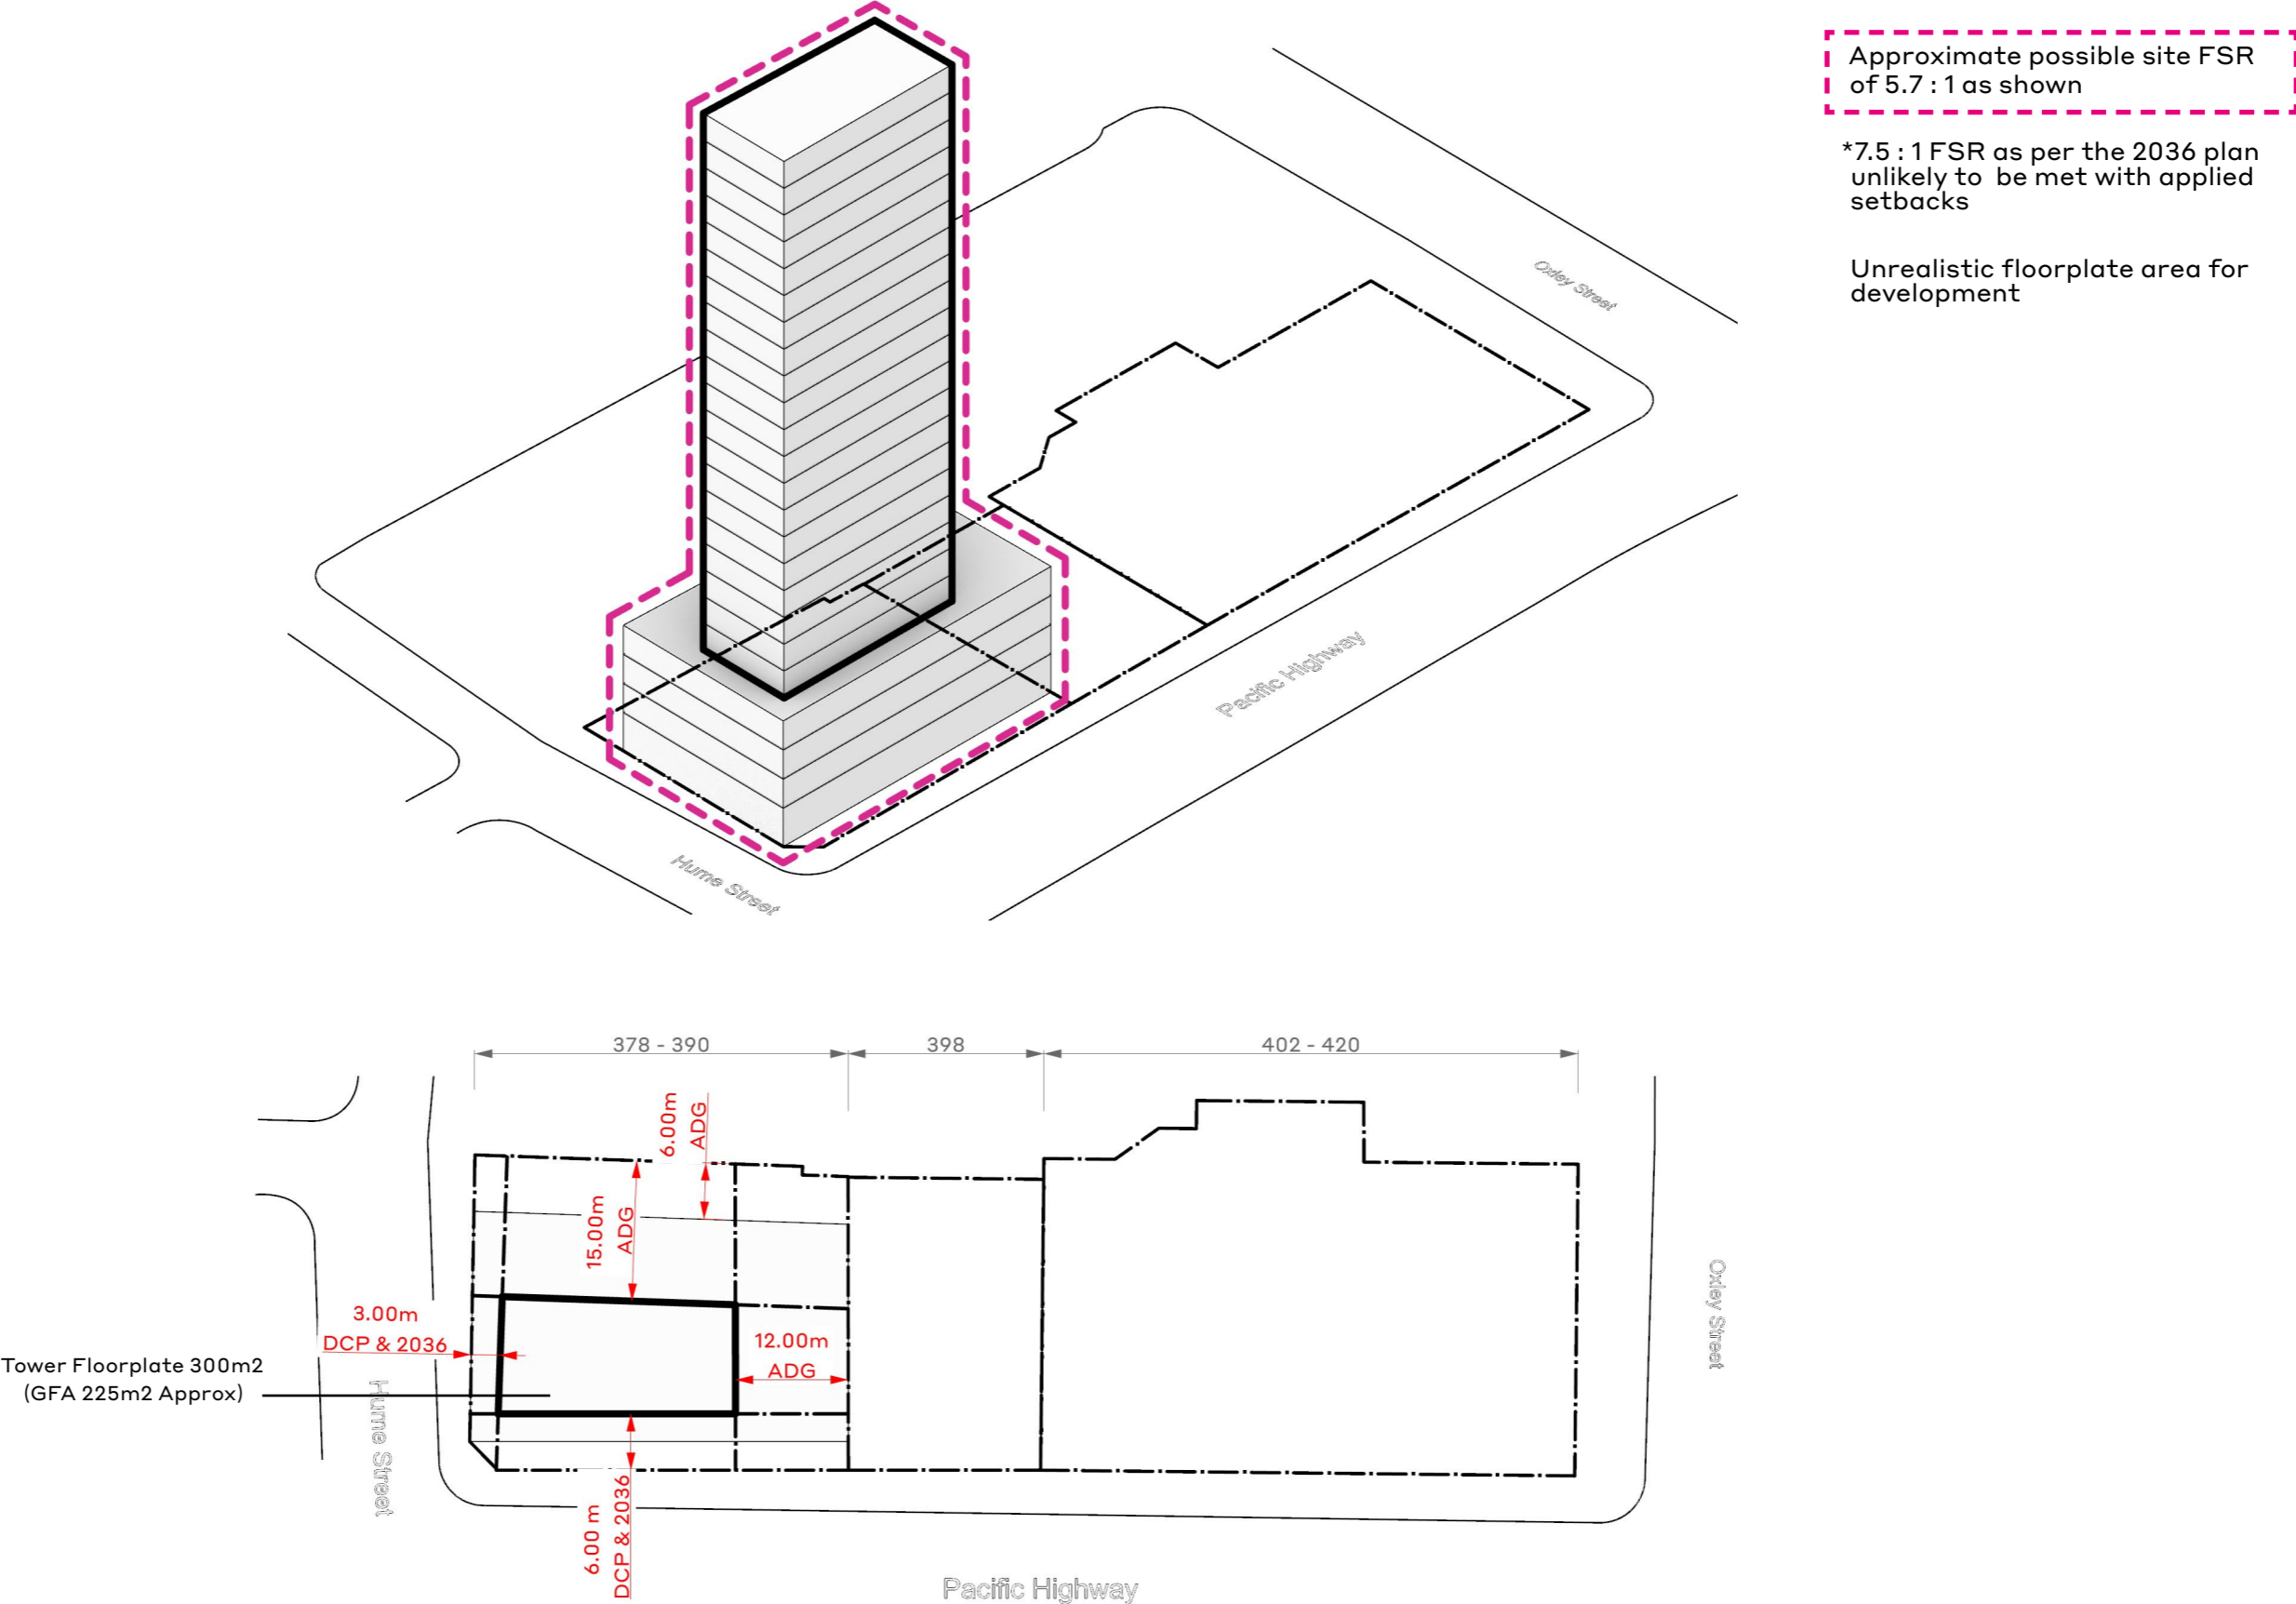 Approximate possible site FSR
of 5.7 : 1 as shown
*7.5 : 1 FSR as per the 2036 plan
unlikely to be met with applied
setbacks
Unrealistic floorplate area for
development
Oxley Street
Pacific Highway
Hume Street
378 - 390
398
402 - 420
6.00m
ADG
15.00m
ADG
3.00m
DCP & 2036
12.00m
ADG
Tower Floorplate 300m2
(GFA 225m2 Approx)
Hume Street
Oxley Street
6.00 m
DCP & 2036
Pacific Highway